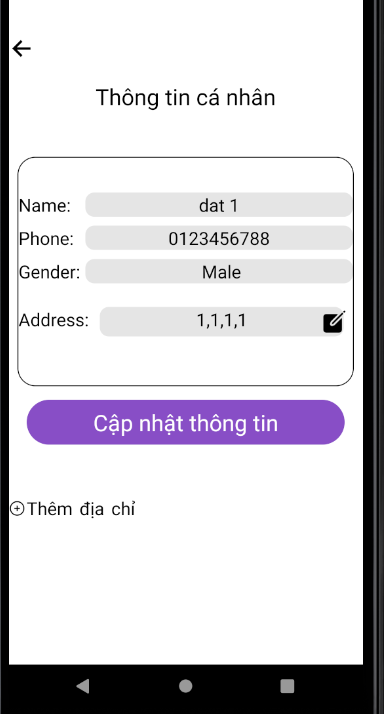 Thông tin cá nhân
Name: dat 1
Phone: 0123456788
Gender: Male
Address: 1,1,1,1
Cập nhật thông tin
Thêm địa chỉ